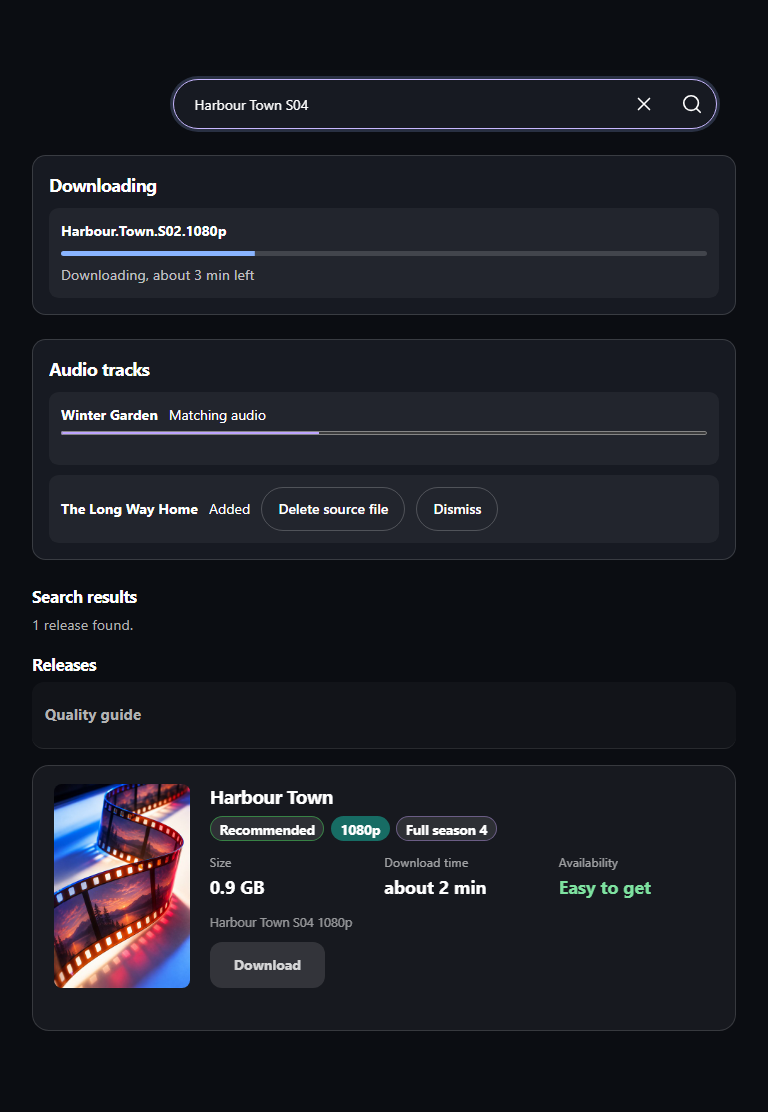 Harbour Town S04
Downloading
Harbour.Town.S02.1080p
Downloading, about 3 min left
Audio tracks
Winter Garden Matching audio
The Long Way Home Added Delete source file Dismiss
Search results
1 release found.
Releases
Quality guide
Harbour Town
Recommended 1080p Full season 4
Size Download time Availability
0.9 GB about 2 min Easy to get
Harbour Town S04 1080p
Download